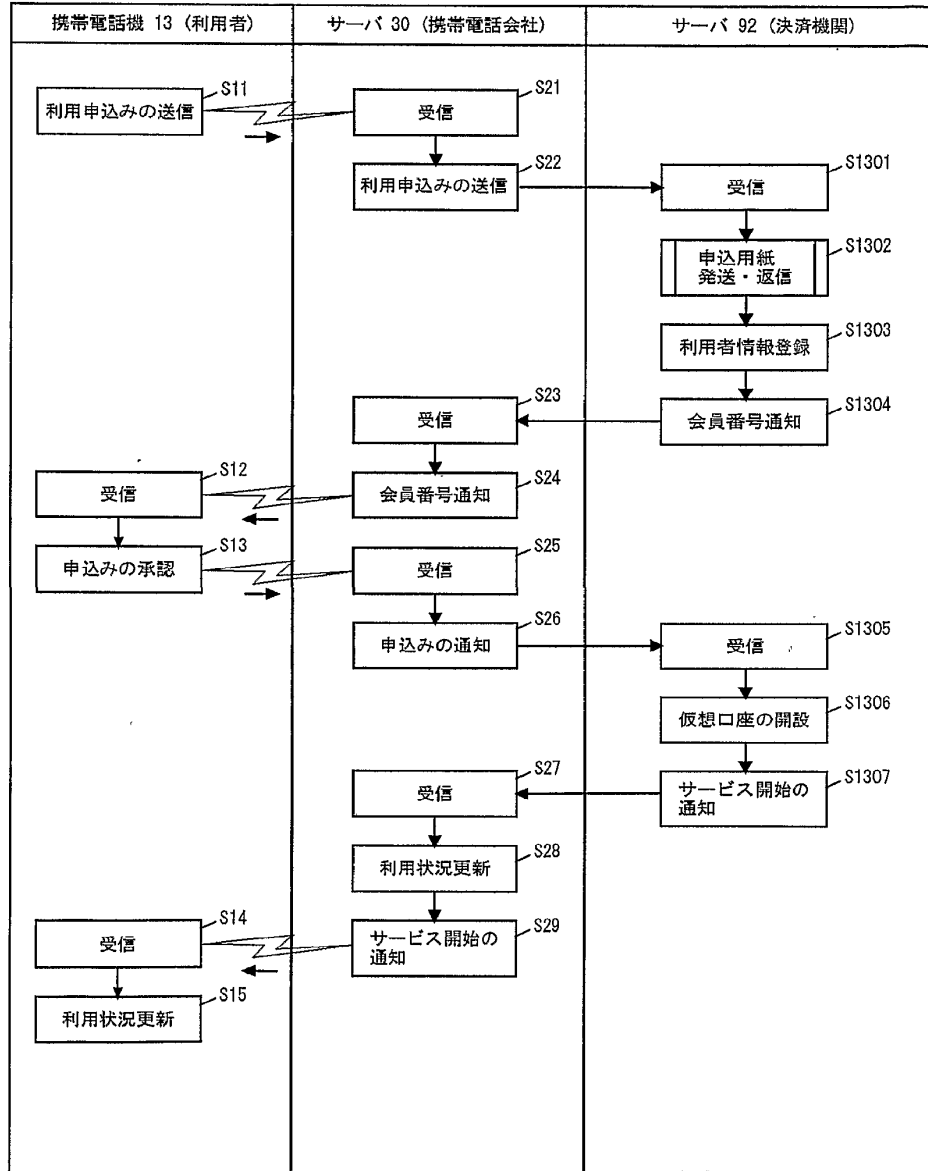 携帯電話機 13 (利用者)
サーバ 30 (携帯電話会社)
サーバ 92 (決済機関)
S11
利用申込みの送信
S21
受信
S22
利用申込みの送信
S1301
受信
S1302
申込用紙
発送・返信
S1303
利用者情報登録
S1304
会員番号通知
S23
受信
S24
会員番号通知
S12
受信
S13
申込みの承認
S25
受信
S26
申込みの通知
S1305
受信
S1306
仮想口座の開設
S1307
サービス開始の
通知
S27
受信
S28
利用状況更新
S29
サービス開始の
通知
S14
受信
S15
利用状況更新